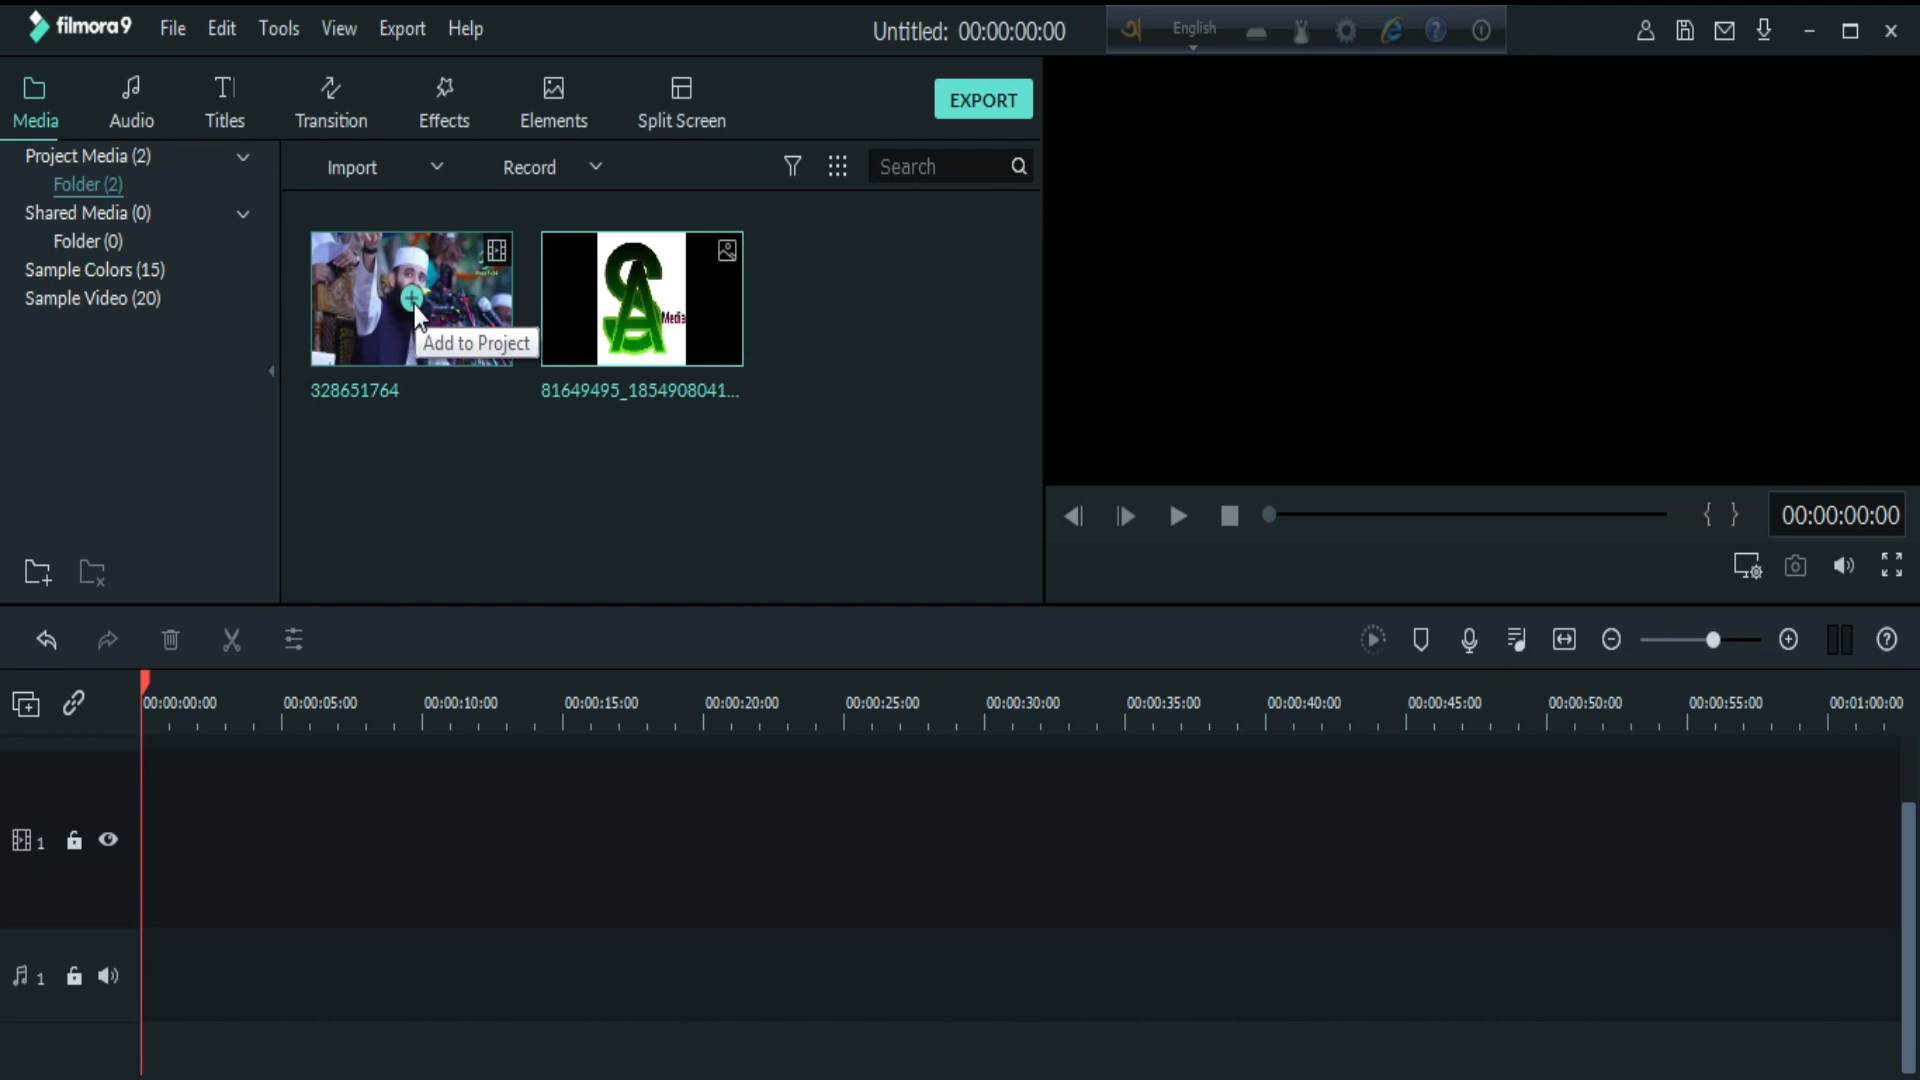 filmora9 File Edit Tools View Export Help
Untitled: 00:00:00:00
English
Media Audio Titles Transition Effects Elements Split Screen
EXPORT
Project Media (2)
Folder (2)
Shared Media (0)
Folder (0)
Sample Colors (15)
Sample Video (20)
Import Record Search
Media
Add to Project
328651764 81649495_1854908041...
{ } 00:00:00:00
00:00:00:00 00:00:05:00 00:00:10:00 00:00:15:00 00:00:20:00 00:00:25:00 00:00:30:00 00:00:35:00 00:00:40:00 00:00:45:00 00:00:50:00 00:00:55:00 00:01:00:00
1
1